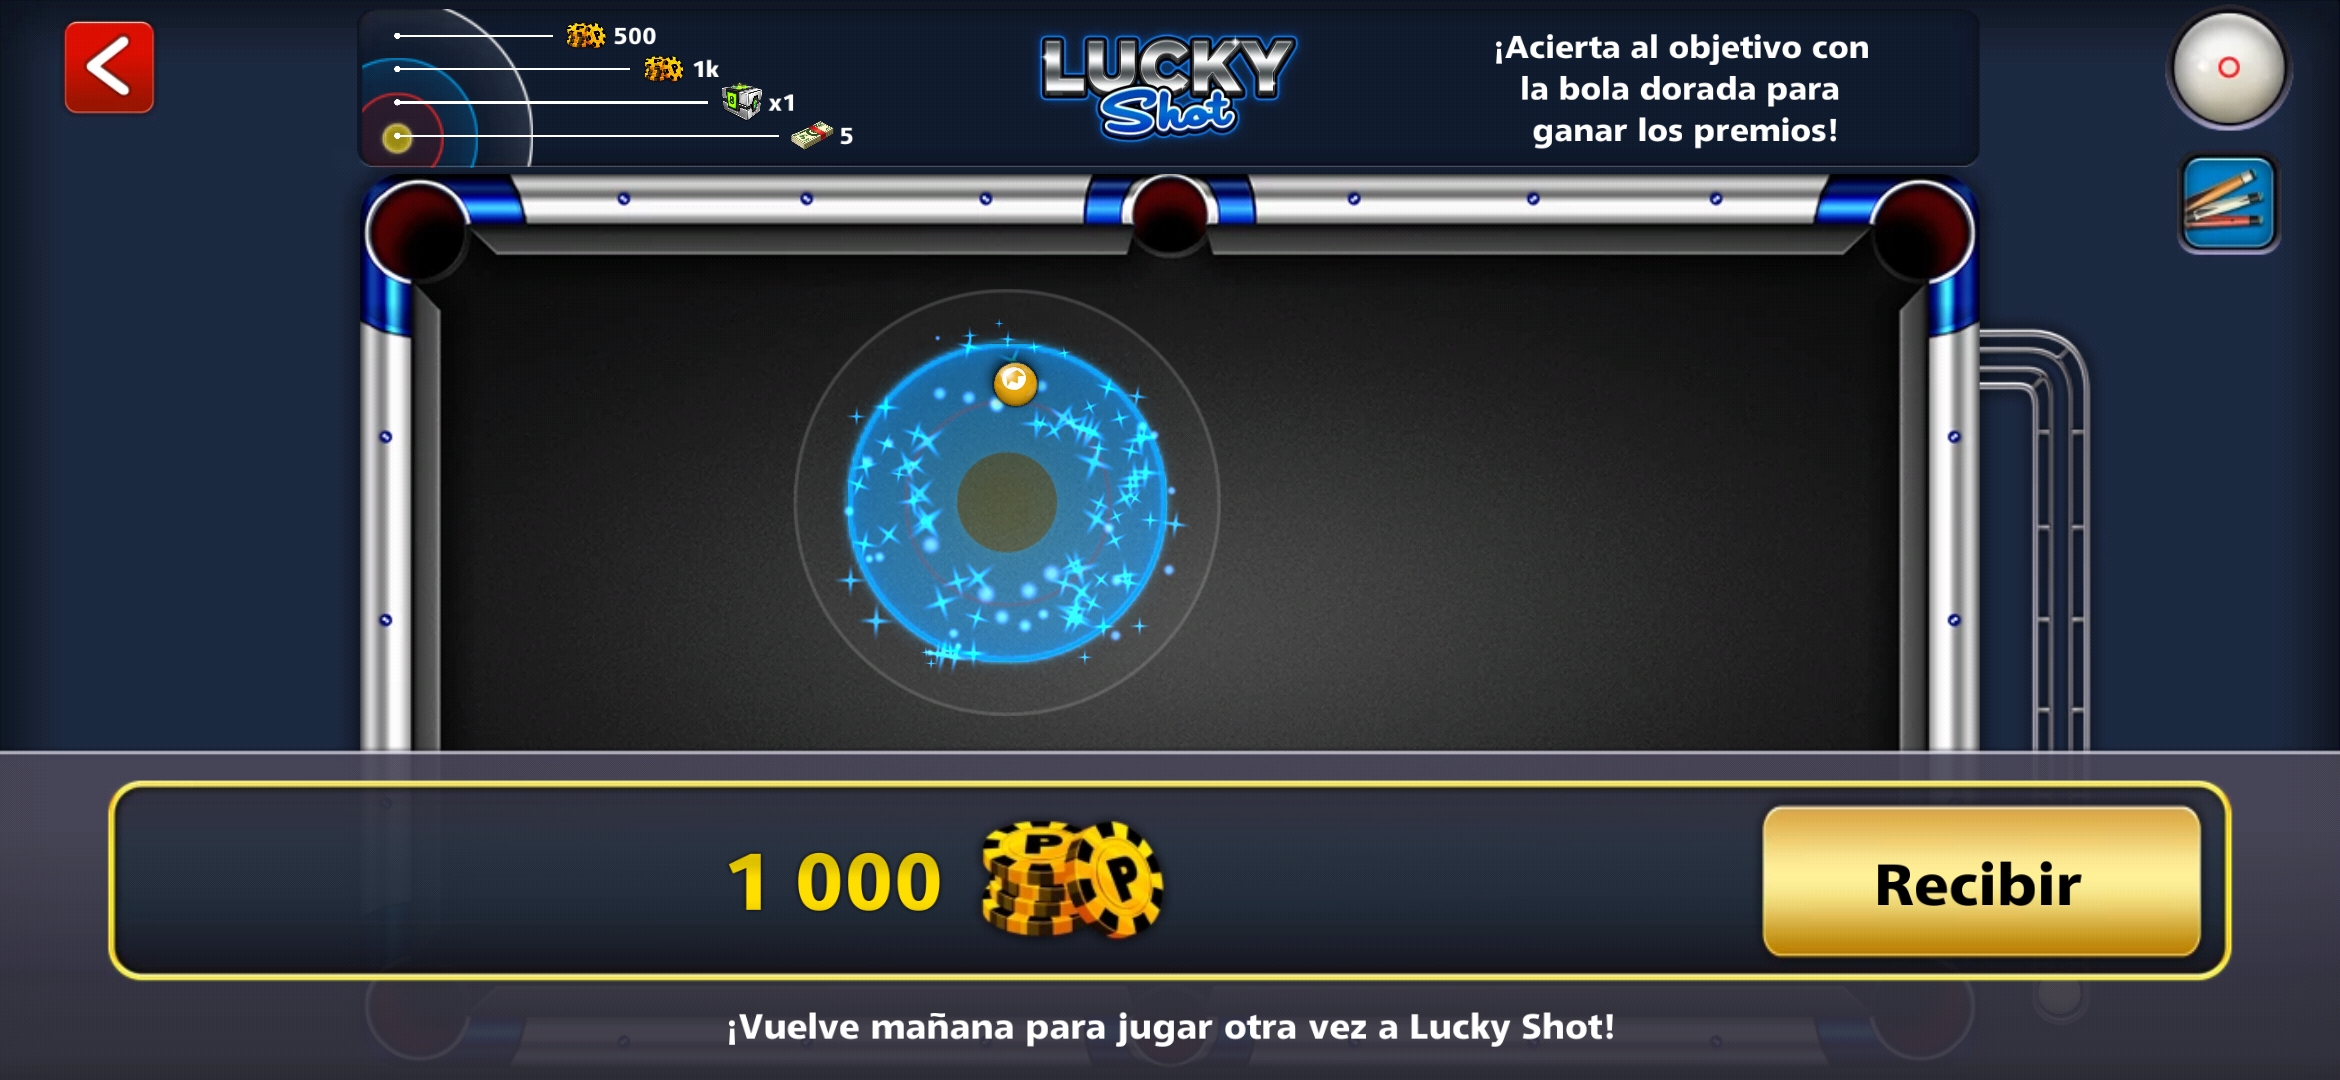 500
1k
x1
5
LUCKY
Shot
¡Acierta al objetivo con
la bola dorada para
ganar los premios!
1 000
P
P
Recibir
¡Vuelve mañana para jugar otra vez a Lucky Shot!